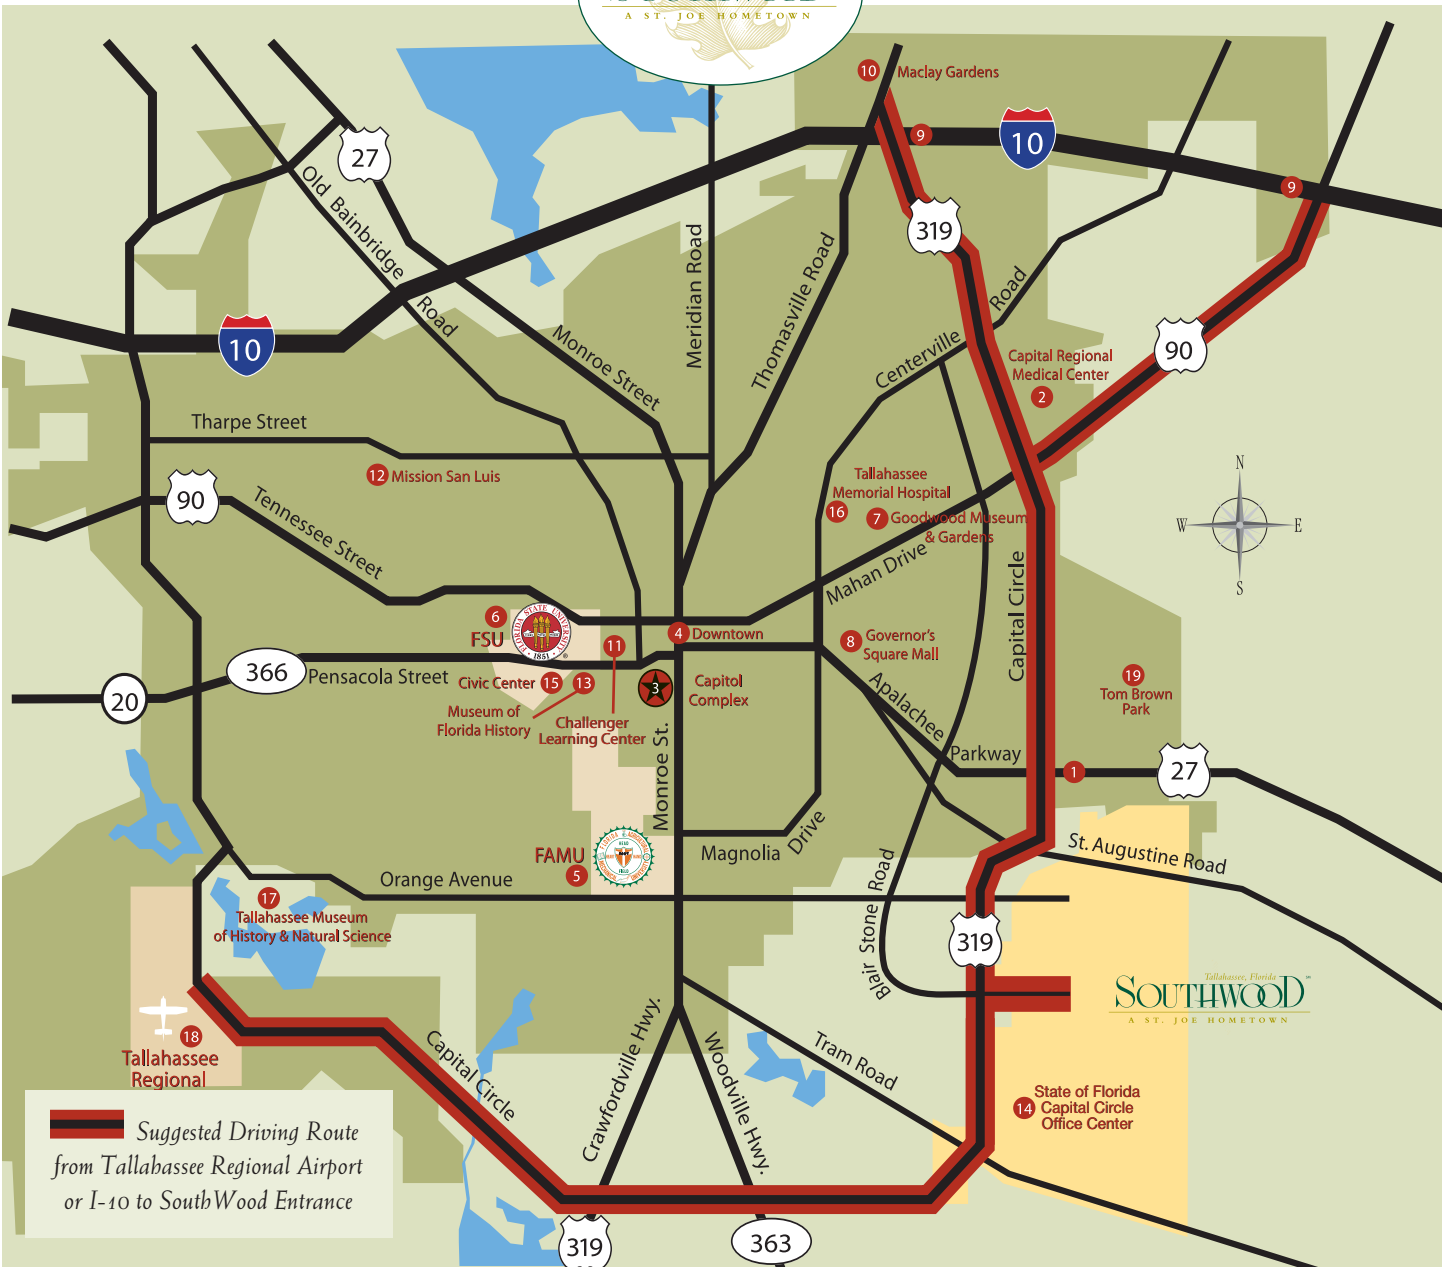 A ST. JOE HOMETOWN
10 Maclay Gardens
9
10
9
27
319
Old Bainbridge Road
Meridian Road
Thomasville Road
Centerville Road
10
Monroe Street
90
Capital Regional
Medical Center
2
Tharpe Street
12 Mission San Luis
90
Tennessee Street
Tallahassee
Memorial Hospital
16
7 Goodwood Museum
& Gardens
N
W E
S
Mahan Drive
Capital Circle
6
FSU
FLORIDA STATE UNIVERSITY
1851
11
4 Downtown
8 Governor's
Square Mall
366
Pensacola Street
20
Civic Center 15 13
3
Capitol
Complex
Museum of
Florida History
Challenger
Learning Center
Apalachee Parkway
19
Tom Brown
Park
1
27
Monroe St.
Magnolia Drive
St. Augustine Road
FAMU
5
Orange Avenue
17
Tallahassee Museum
of History & Natural Science
Blair Stone Road
319
Tallahassee, Florida
SOUTHWOOD
A ST. JOE HOMETOWN
18
Tallahassee
Regional
Capital Circle
Crawfordville Hwy.
Woodville Hwy.
Tram Road
14 State of Florida
Capital Circle
Office Center
Suggested Driving Route
from Tallahassee Regional Airport
or I-10 to SouthWood Entrance
319
363